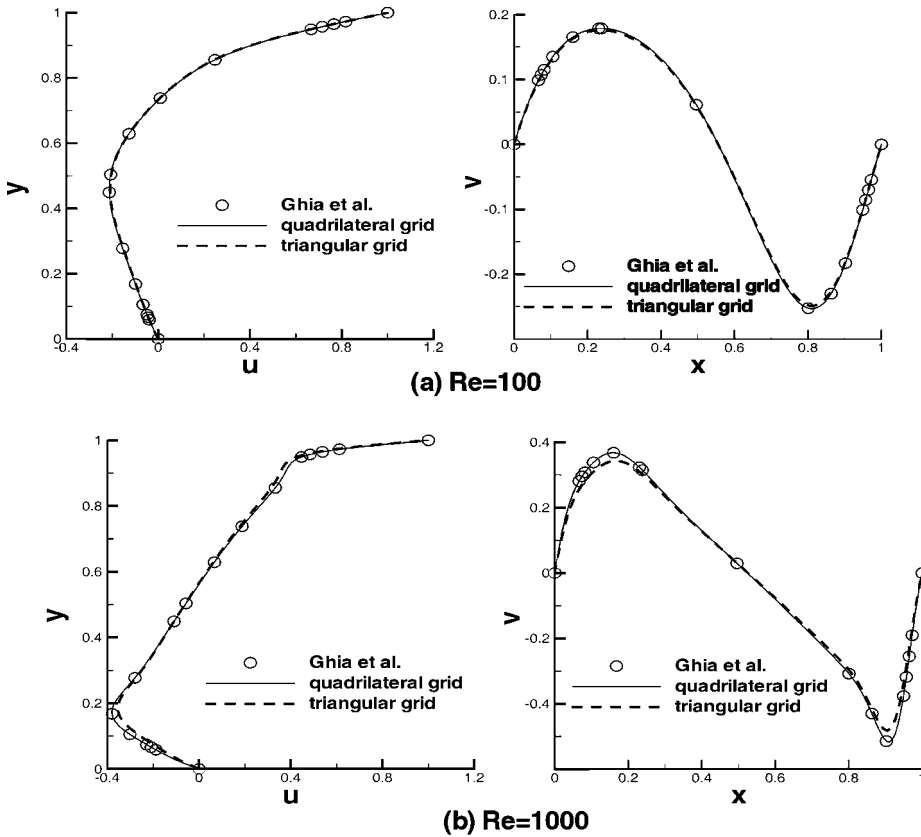 1
0.8
0.6
0.4
0.2
0
y
Ghia et al.
quadrilateral grid
triangular grid
-0.4 0 0.4 0.8 1.2
u
0.2
0.1
0
-0.1
-0.2
v
Ghia et al.
quadrilateral grid
triangular grid
0 0.2 0.4 0.6 0.8 1
x
(a) Re=100
1
0.8
0.6
0.4
0.2
0
y
Ghia et al.
quadrilateral grid
triangular grid
0.4 0 0.4 0.8 1.2
u
0.4
0.2
0
-0.2
-0.4
v
Ghia et al.
quadrilateral grid
triangular grid
0 0.2 0.4 0.6 0.8 1
x
(b) Re=1000